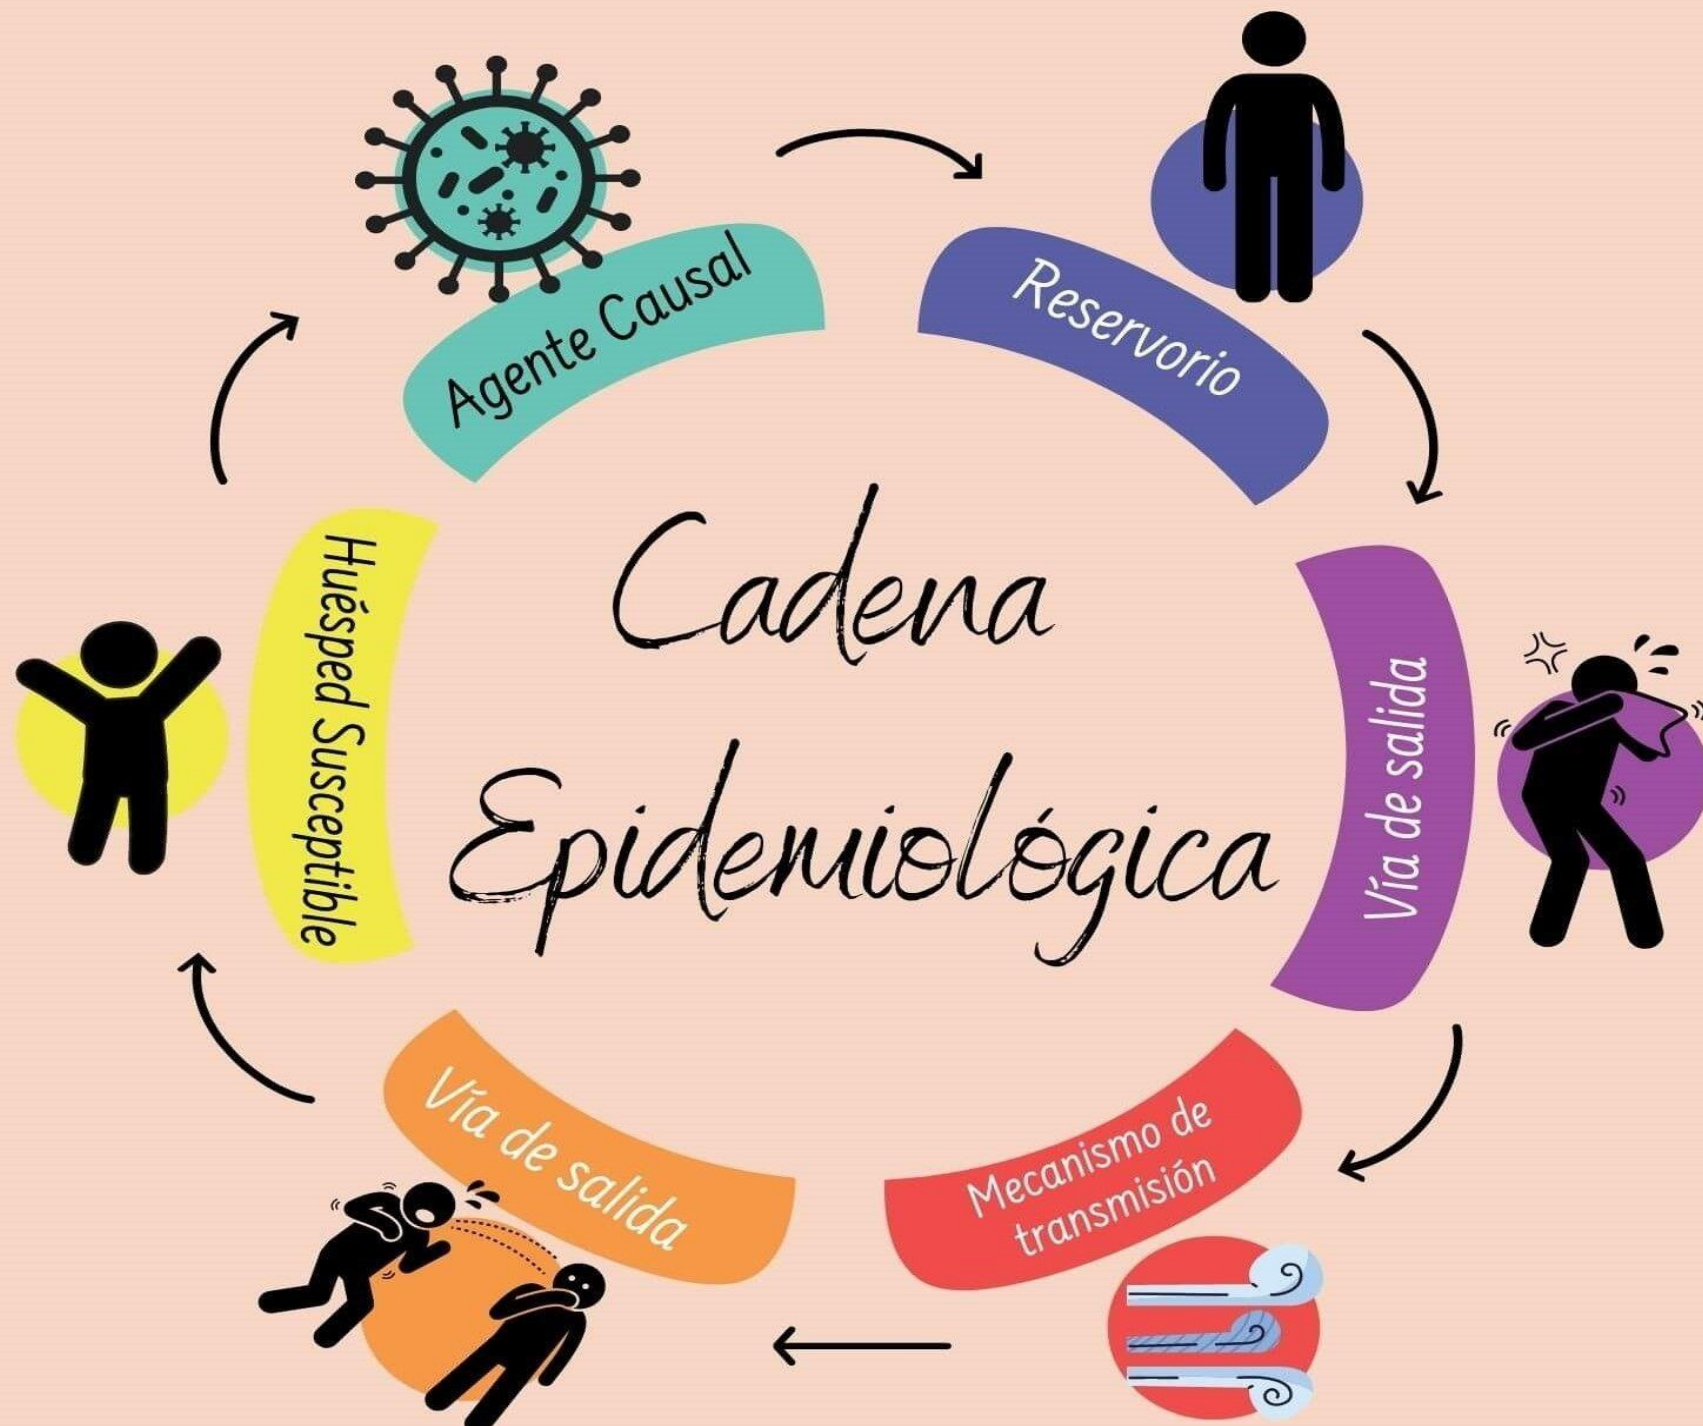 Agente Causal
Reservorio
Cadena
Epidemiológica
Huésped Susceptible
Vía de salida
Vía de salida
Mecanismo de
transmisión